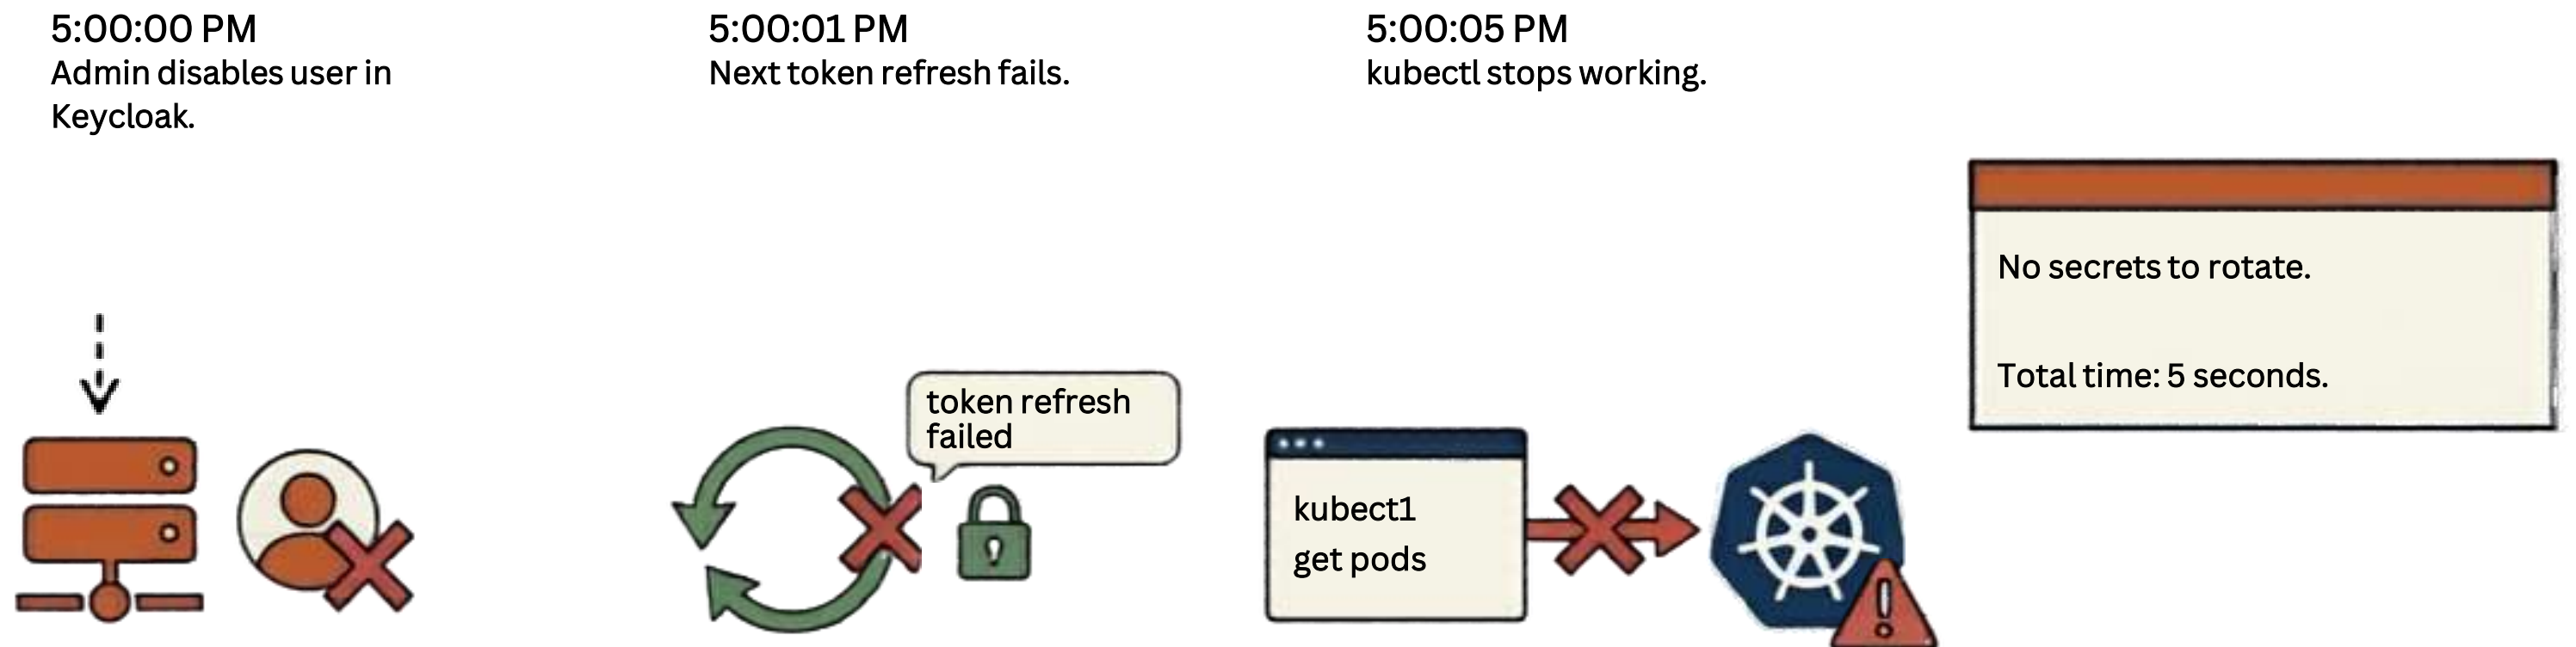 5:00:00 PM
Admin disables user in
Keycloak.
5:00:01 PM
Next token refresh fails.
5:00:05 PM
kubectl stops working.
No secrets to rotate.
Total time: 5 seconds.
token refresh
failed
kubect1
get pods